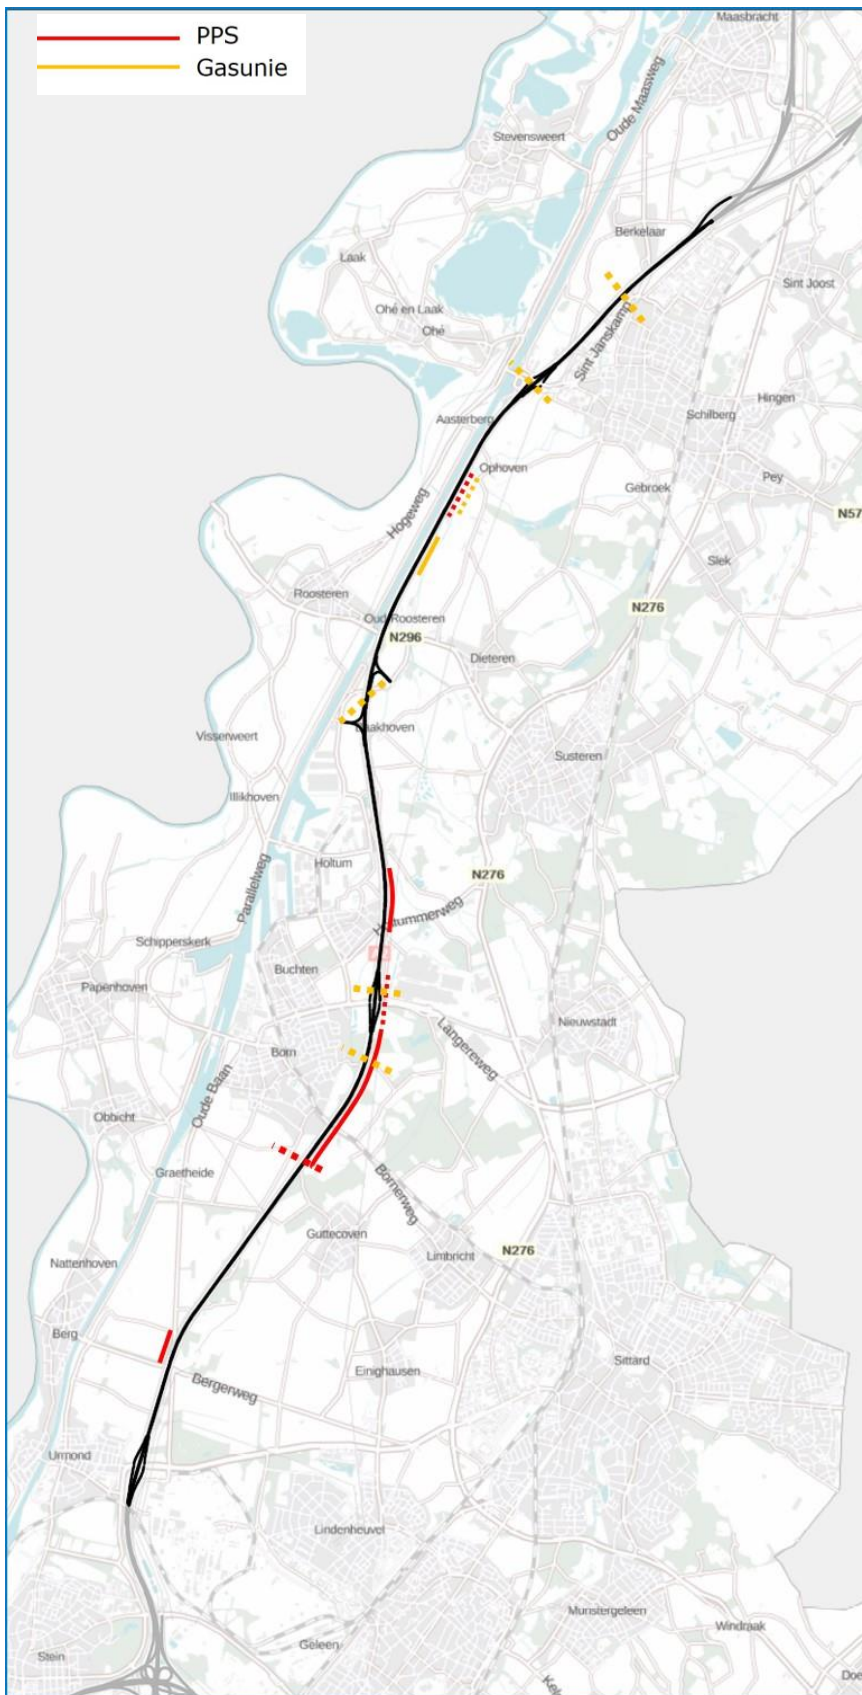 PPS
Gasunie
Maasbracht
Oude Maasweg
Stevensweert
Berkelaar
Laak
Sint Joost
Ohé en Laak
Ohé
Sint Janskamp
Hingen
Aasterberg
Schilberg
Ophoven
Pey
Gebroek
Hogeweg
N57
Slek
Roosteren
N276
Oud Roosteren
N296
Dieteren
Visserweert
Susteren
Illikhoven
Holtum
N276
Parallelweg
Schipperskerk
Buchten
Papenhoven
Nieuwstadt
Langereweg
Born
Oude Baan
Obbicht
Graetheide
Bornerweg
Guttecoven
Limbricht
N276
Nattenhoven
Berg
Sittard
Einighausen
Bergerweg
Urmond
Lindenheuvel
Munstergeleen
Windraak
Geleen
Stein